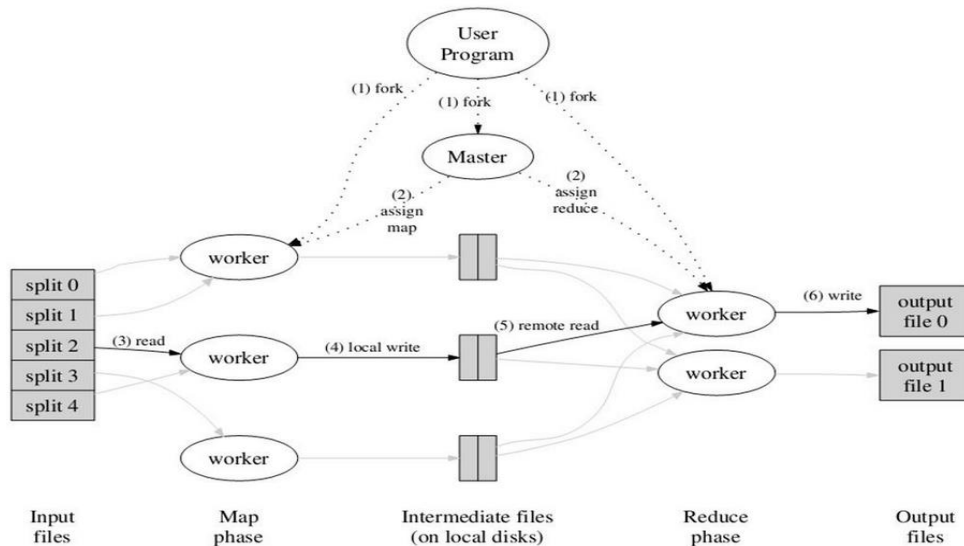 User
Program
(1) fork
(1) fork
(1) fork
Master
(2)
assign
map
(2)
assign
reduce
worker
split 0
split 1
split 2
split 3
split 4
(3) read
worker
(4) local write
(5) remote read
worker
(6) write
output
file 0
worker
output
file 1
worker
Input
files
Map
phase
Intermediate files
(on local disks)
Reduce
phase
Output
files